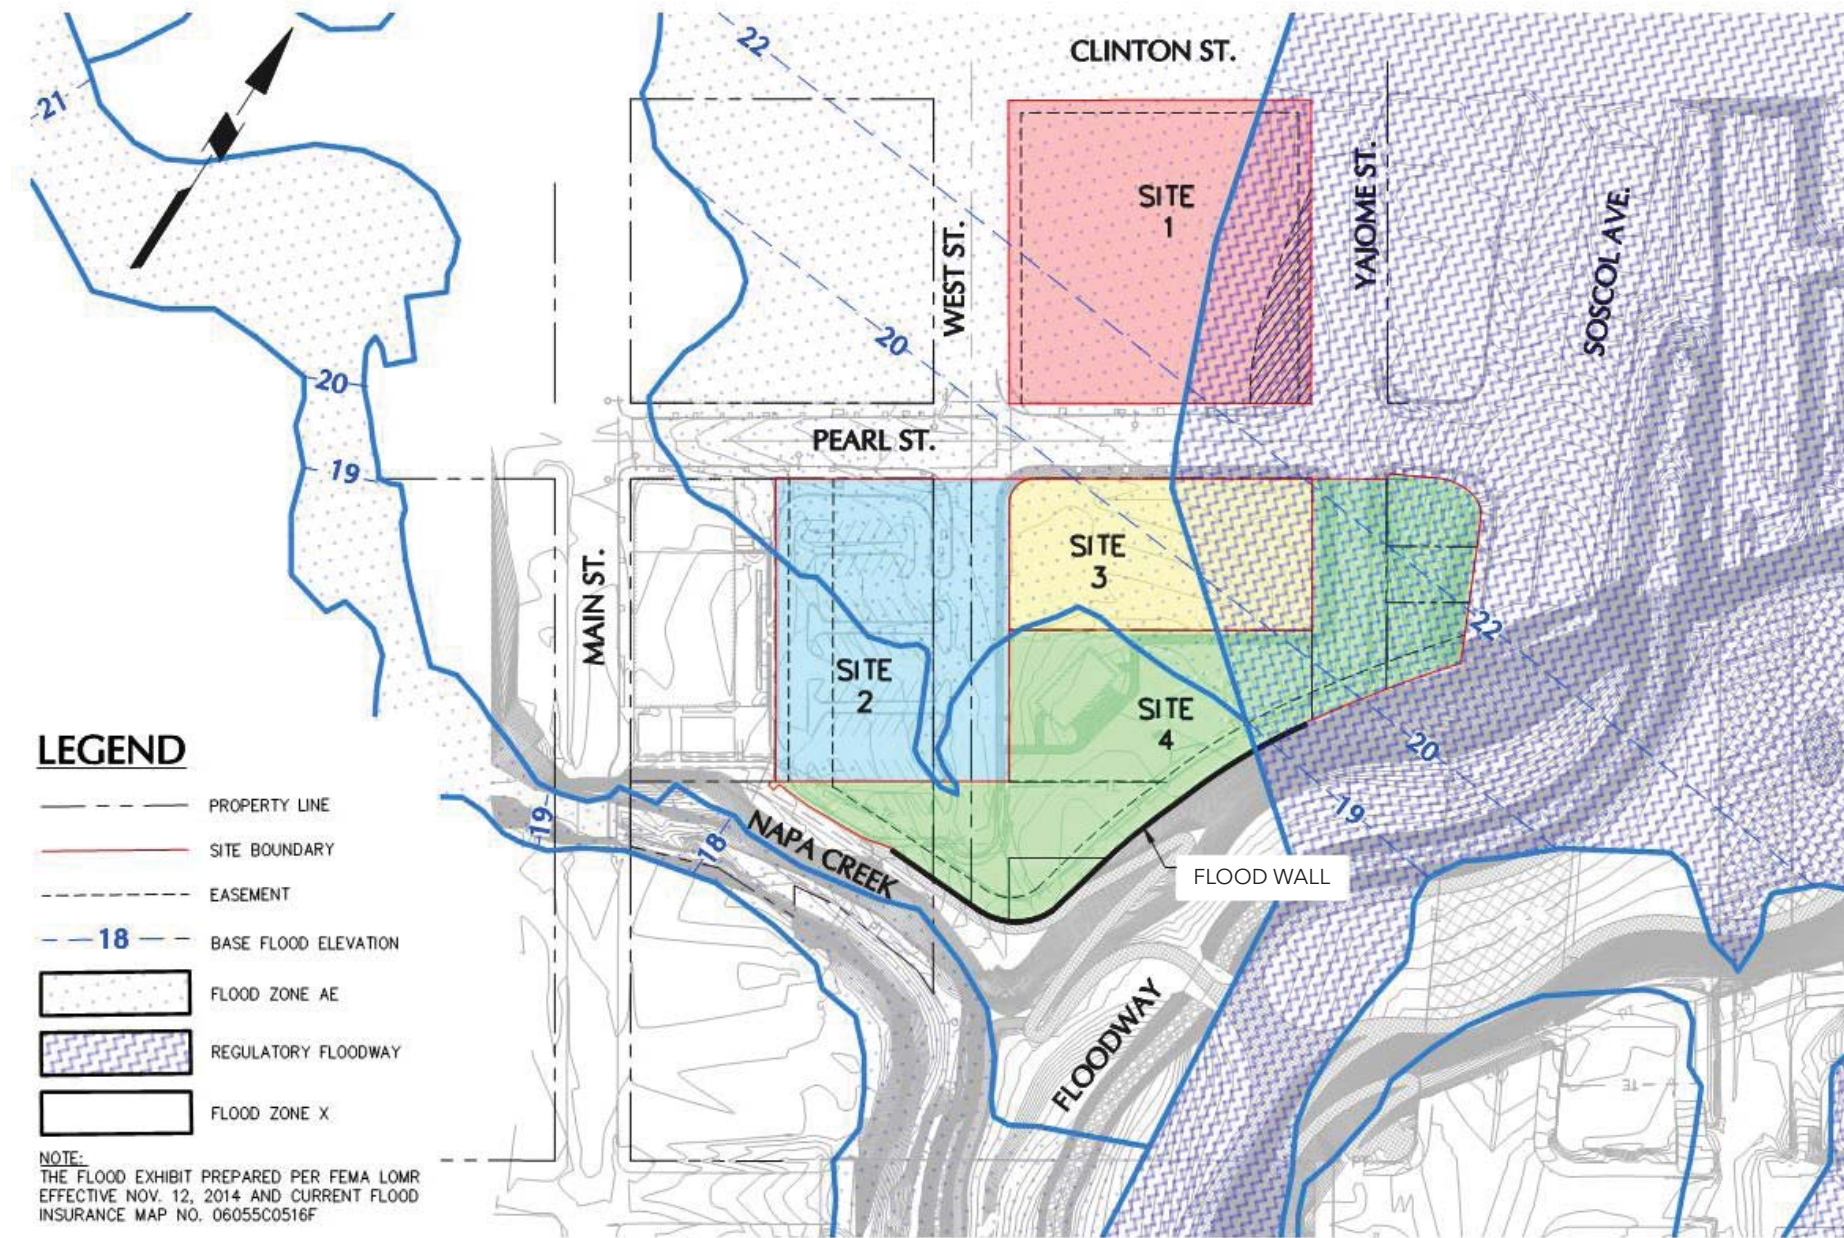 CLINTON ST.
22
21
SITE
1
YAJOME ST.
SOSCOL AVE.
WEST ST.
20
20
PEARL ST.
19
SITE
3
MAIN ST.
SITE
2
22
SITE
4
20
19
19
18
NAPA CREEK
FLOOD WALL
FLOODWAY
LEGEND
PROPERTY LINE
SITE BOUNDARY
EASEMENT
18
BASE FLOOD ELEVATION
FLOOD ZONE AE
REGULATORY FLOODWAY
FLOOD ZONE X
NOTE:
THE FLOOD EXHIBIT PREPARED PER FEMA LOMR
EFFECTIVE NOV. 12, 2014 AND CURRENT FLOOD
INSURANCE MAP NO. 06055C0516F